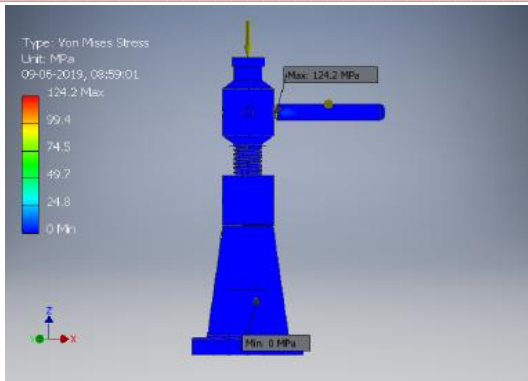 Type: Von Mises Stress
Unit: MPa
09-06-2019, 08:59:01
124.2 Max
Max: 124.2 MPa
99.4
74.5
49.7
24.8
0 Min
Z
X
Min: 0 MPa